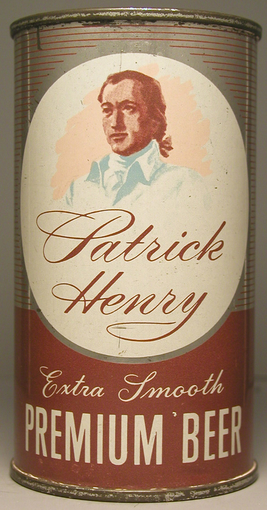 Patrick
Henry
Extra Smooth
PREMIUM BEER